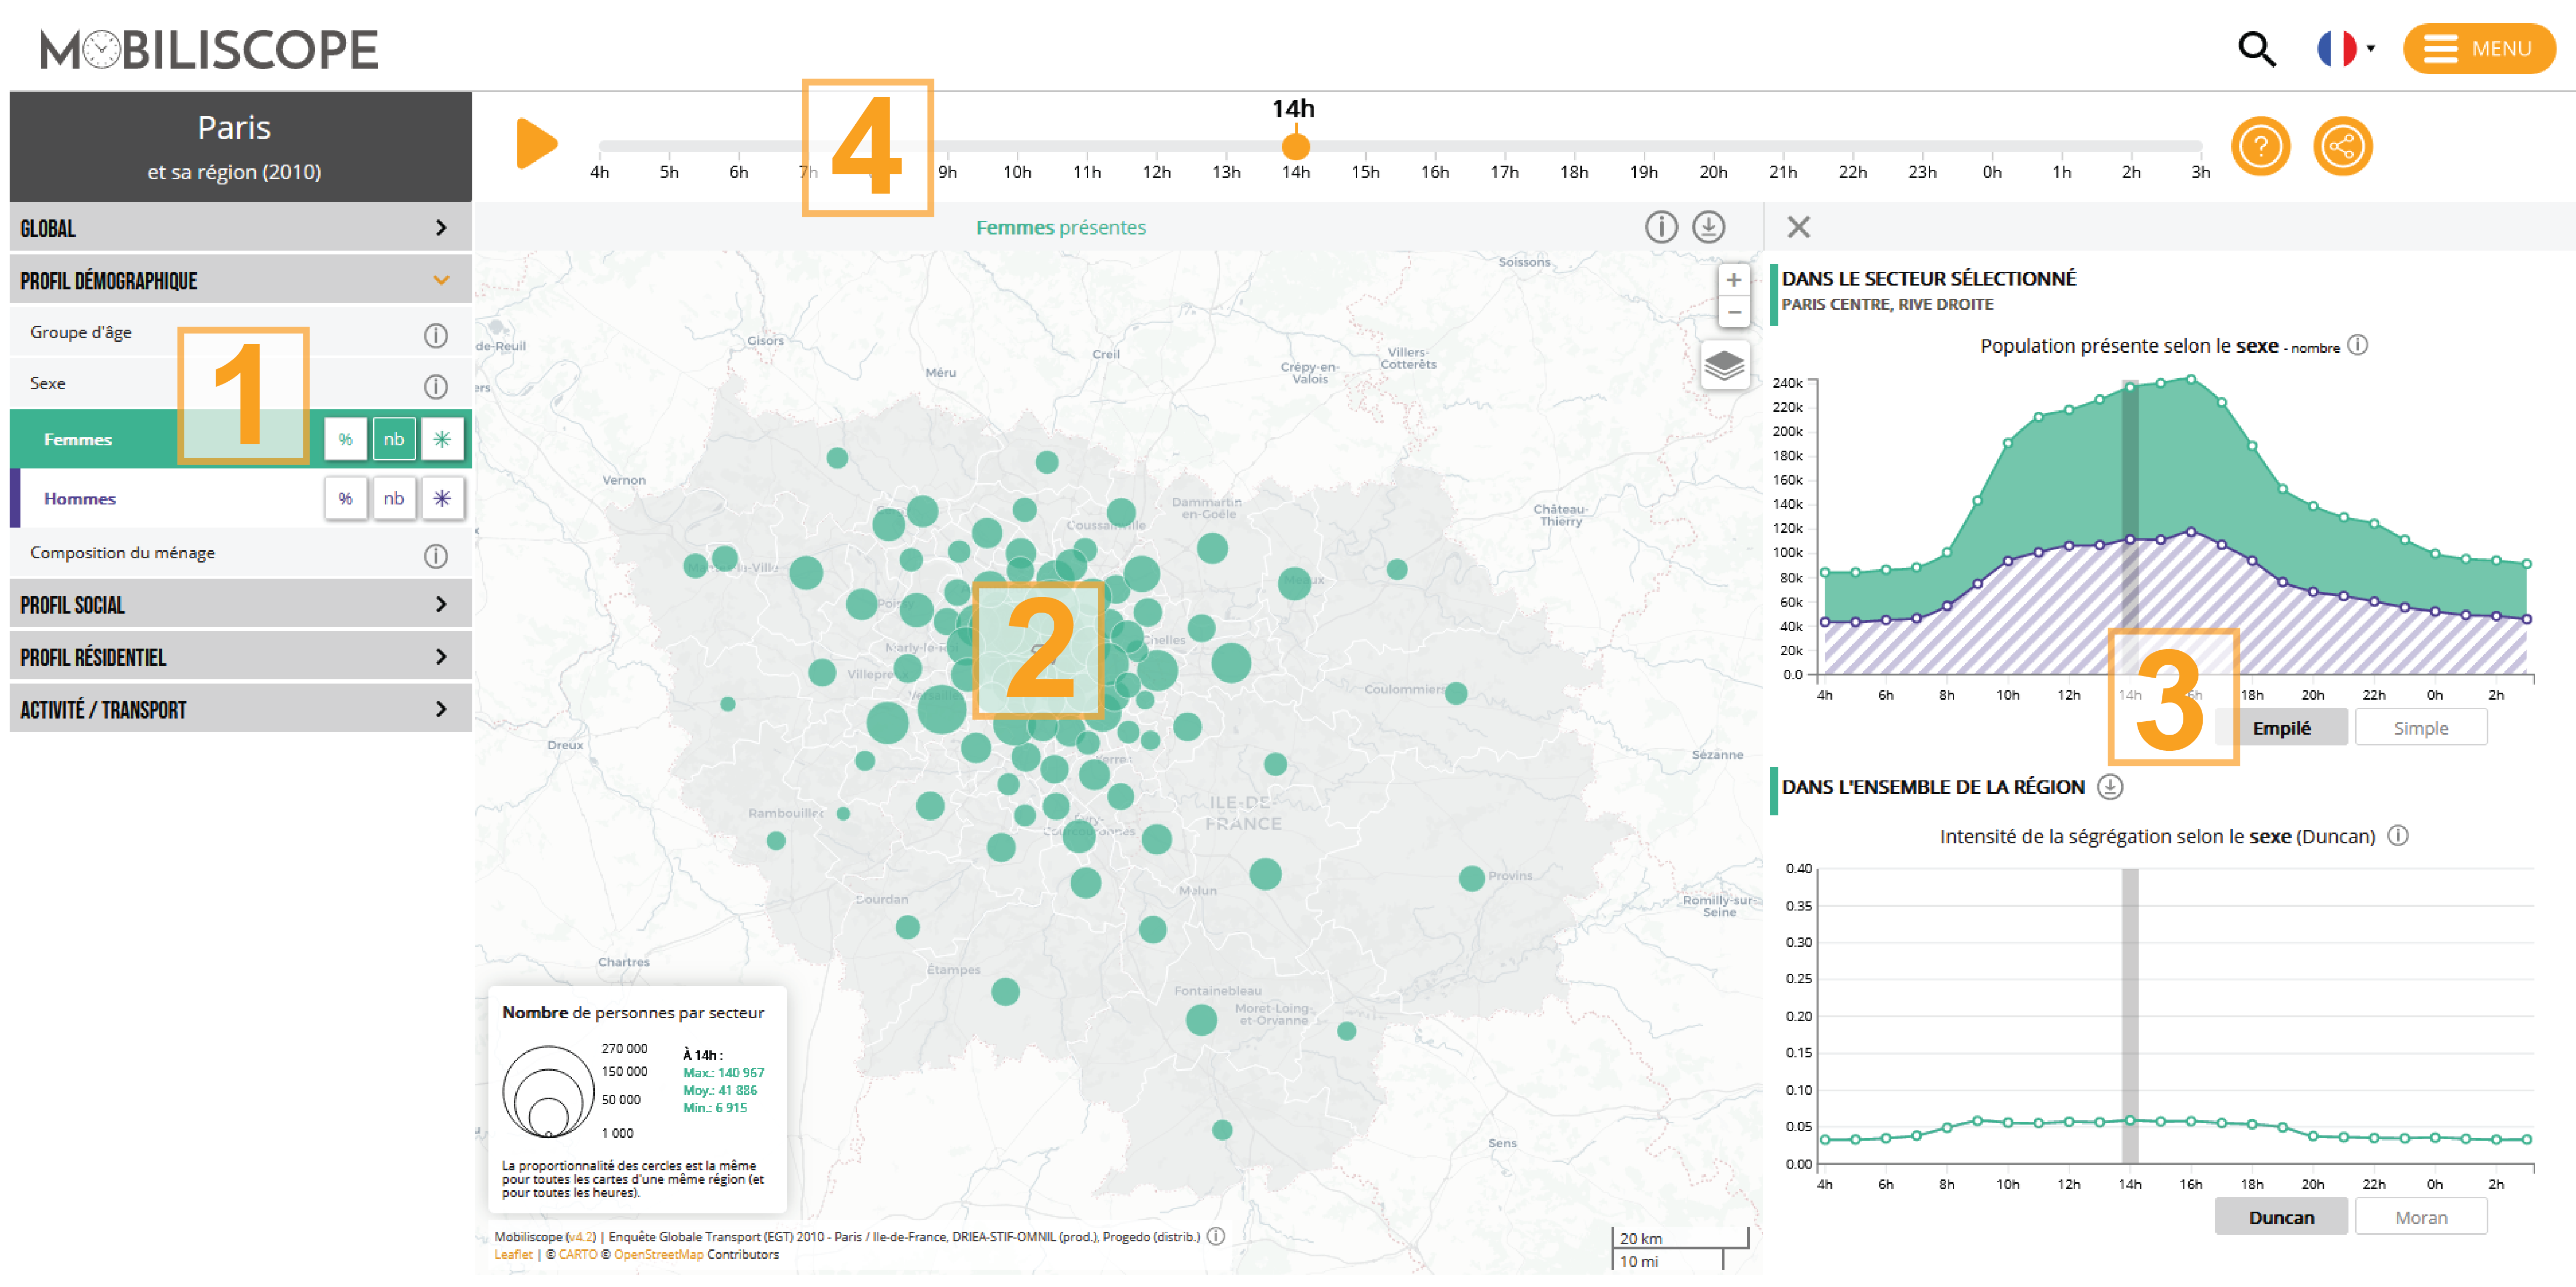 MOBILISCOPE
MENU
Paris
et sa région (2010)
4
14h
4h 5h 6h 7h 9h 10h 11h 12h 13h 14h 15h 16h 17h 18h 19h 20h 21h 22h 23h 0h 1h 2h 3h
?
GLOBAL
PROFIL DÉMOGRAPHIQUE
Groupe d'âge
Sexe
1
Femmes % nb
Hommes % nb
Composition du ménage
PROFIL SOCIAL
PROFIL RÉSIDENTIEL
ACTIVITÉ / TRANSPORT
Femmes présentes
+
−
Soissons
de-Reuil
Gisors
Creil
Crépy-en-
Valois
Villers-
Cotterêts
Méru
ers
Vernon
Dammartin
en-Goële
Château-
Thierry
Chelles
Coulommiers
2
Dreux
Sézanne
Rambouillet
ILE-DE-
FRANCE
Melun
Provins
Dourdan
Romilly-sur-
Seine
Chartres
Étampes
Fontainebleau
Moret-Loing-
et-Orvanne
Sens
Nombre de personnes par secteur
270 000
150 000
50 000
1 000
À 14h :
Max.: 140 967
Moy.: 41 886
Min.: 6 915
La proportionnalité des cercles est la même
pour toutes les cartes d'une même région (et
pour toutes les heures).
Mobiliscope (v4.2) | Enquête Globale Transport (EGT) 2010 - Paris / Ile-de-France, DRIEA-STIF-OMNIL (prod.), Progedo (distrib.)
Leaflet | © CARTO © OpenStreetMap Contributors
20 km
10 mi
DANS LE SECTEUR SÉLECTIONNÉ
PARIS CENTRE, RIVE DROITE
Population présente selon le sexe - nombre
240k
220k
200k
180k
160k
140k
120k
100k
80k
60k
40k
20k
0.0
4h 6h 8h 10h 12h 14h 18h 20h 22h 0h 2h
3
Empilé Simple
DANS L'ENSEMBLE DE LA RÉGION
Intensité de la ségrégation selon le sexe (Duncan)
0.40
0.35
0.30
0.25
0.20
0.15
0.10
0.05
0.00
4h 6h 8h 10h 12h 14h 16h 18h 20h 22h 0h 2h
Duncan Moran